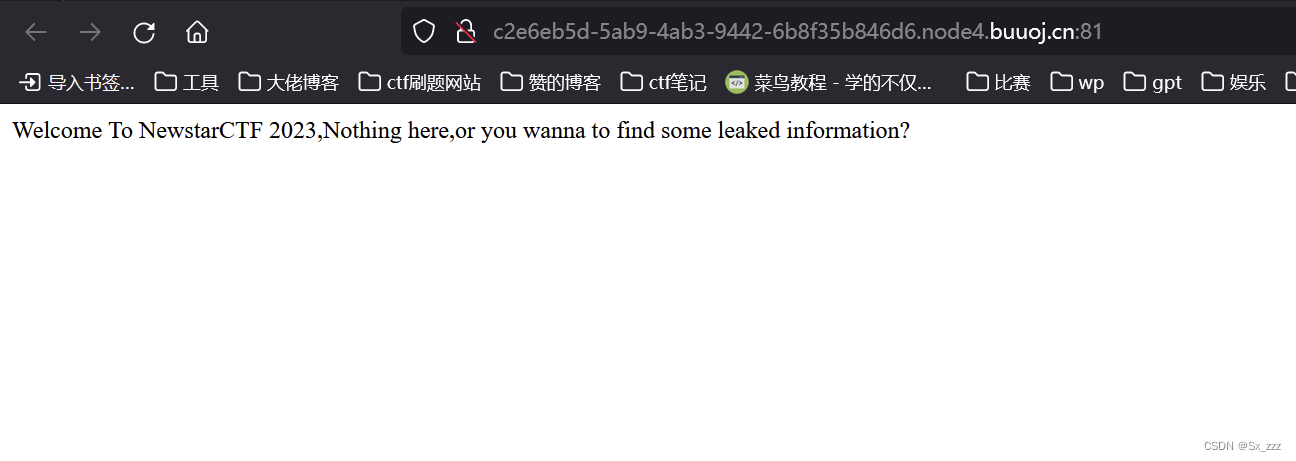 c2e6eb5d-5ab9-4ab3-9442-6b8f35b846d6.node4.buuoj.cn:81
导入书签... 工具 大佬博客 ctf刷题网站 赞的博客 ctf笔记 菜鸟教程 - 学的不仅... 比赛 wp gpt 娱乐
Welcome To NewstarCTF 2023,Nothing here,or you wanna to find some leaked information?
CSDN @Sx_zzz